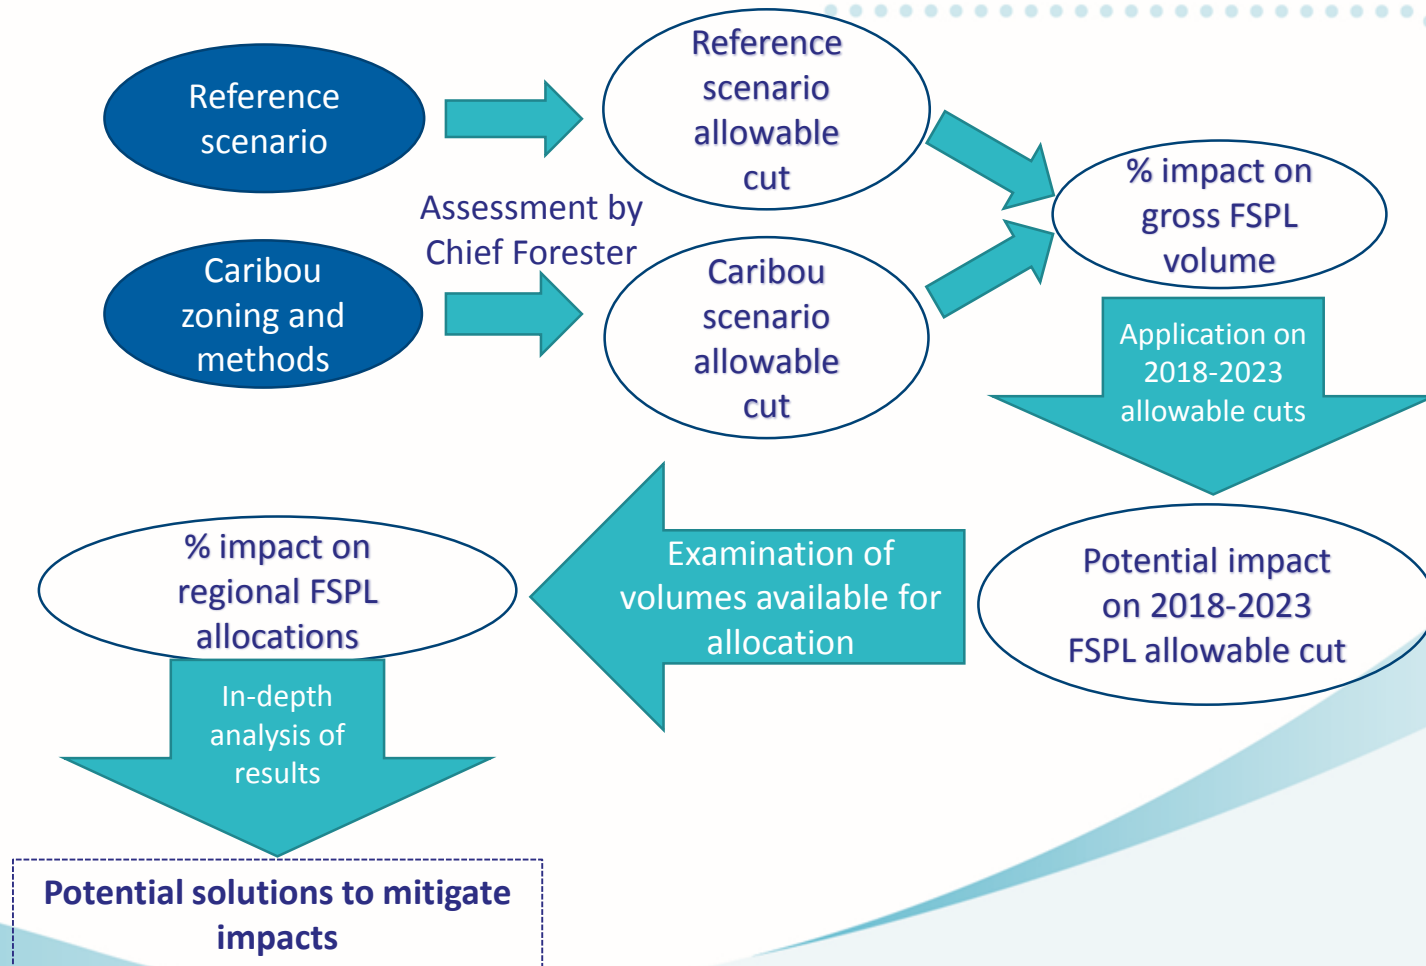 Reference
scenario
Reference
scenario
allowable
cut
Assessment by
Chief Forester
Caribou
zoning and
methods
Caribou
scenario
allowable
cut
% impact on
gross FSPL
volume
Application on
2018-2023
allowable cuts
Potential impact
on 2018-2023
FSPL allowable cut
Examination of
volumes available for
allocation
% impact on
regional FSPL
allocations
In-depth
analysis of
results
Potential solutions to mitigate
impacts